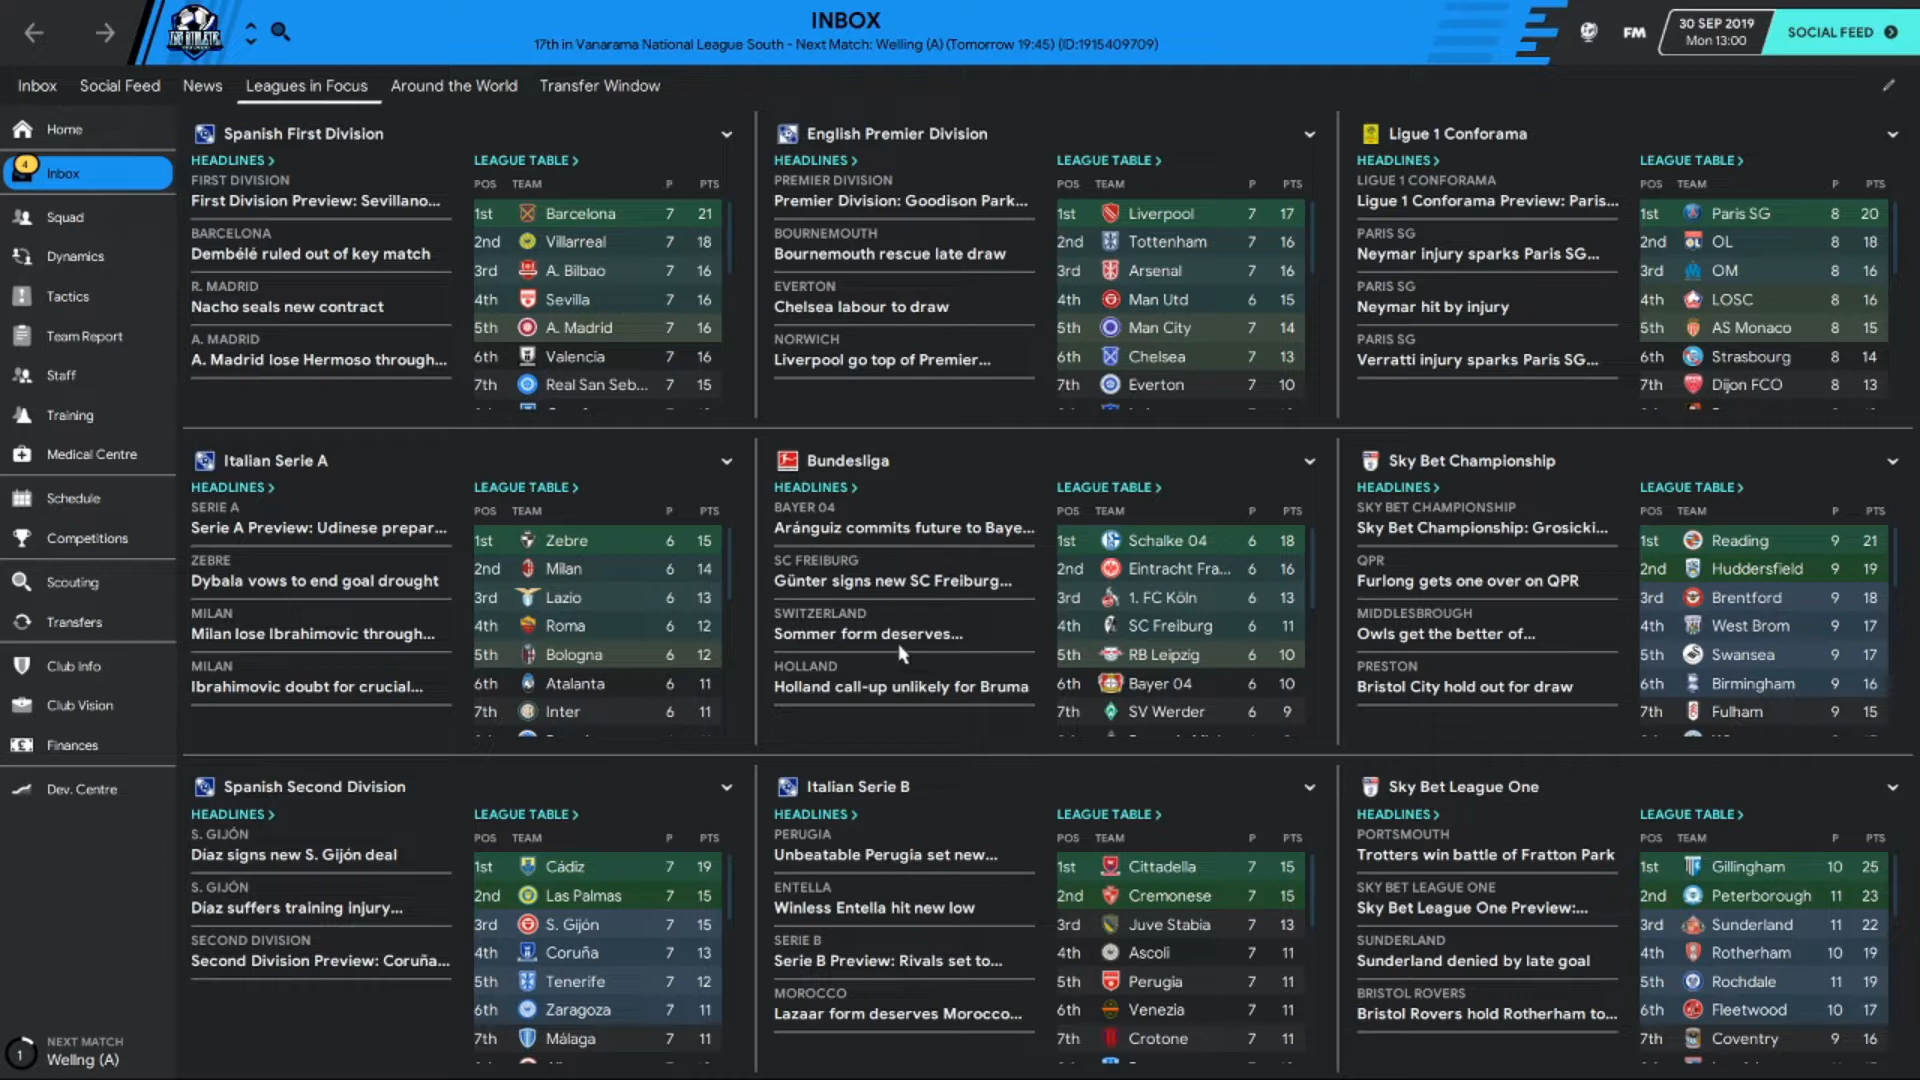 INBOX
17th in Vanarama National League South - Next Match: Welling (A) (Tomorrow 19:45) (ID:1915409709)
FM
30 SEP 2019
Mon 13:00
SOCIAL FEED
Inbox Social Feed News Leagues in Focus Around the World Transfer Window
Home
4
Inbox
Squad
Dynamics
Tactics
Team Report
Staff
Training
Medical Centre
Schedule
Competitions
Scouting
Transfers
Club Info
Club Vision
Finances
Dev. Centre
1
NEXT MATCH
Wellng (A)
Spanish First Division
HEADLINES >
FIRST DIVISION
First Division Preview: Sevillano...
BARCELONA
Dembélé ruled out of key match
R. MADRID
Nacho seals new contract
A. MADRID
A. Madrid lose Hermoso through...
LEAGUE TABLE >
POS TEAM P PTS
1st Barcelona 7 21
2nd Villarreal 7 18
3rd A. Bilbao 7 16
4th Sevilla 7 16
5th A. Madrid 7 16
6th Valencia 7 16
7th Real San Seb... 7 15
English Premier Division
HEADLINES >
PREMIER DIVISION
Premier Division: Goodison Park...
BOURNEMOUTH
Bournemouth rescue late draw
EVERTON
Chelsea labour to draw
NORWICH
Liverpool go top of Premier...
LEAGUE TABLE >
POS TEAM P PTS
1st Liverpool 7 17
2nd Tottenham 7 16
3rd Arsenal 7 16
4th Man Utd 6 15
5th Man City 7 14
6th Chelsea 7 13
7th Everton 7 10
Ligue 1 Conforama
HEADLINES >
LIGUE 1 CONFORAMA
Ligue 1 Conforama Preview: Paris...
PARIS SG
Neymar injury sparks Paris SG...
PARIS SG
Neymar hit by injury
PARIS SG
Verratti injury sparks Paris SG...
LEAGUE TABLE >
POS TEAM P PTS
1st Paris SG 8 20
2nd OL 8 18
3rd OM 8 16
4th LOSC 8 16
5th AS Monaco 8 15
6th Strasbourg 8 14
7th Dijon FCO 8 13
Italian Serie A
HEADLINES >
SERIE A
Serie A Preview: Udinese prepar...
ZEBRE
Dybala vows to end goal drought
MILAN
Milan lose Ibrahimovic through...
MILAN
Ibrahimovic doubt for crucial...
LEAGUE TABLE >
POS TEAM P PTS
1st Zebre 6 15
2nd Milan 6 14
3rd Lazio 6 13
4th Roma 6 12
5th Bologna 6 12
6th Atalanta 6 11
7th Inter 6 11
Bundesliga
HEADLINES >
BAYER 04
Aránguiz commits future to Baye...
SC FREIBURG
Günter signs new SC Freiburg...
SWITZERLAND
Sommer form deserves...
HOLLAND
Holland call-up unlikely for Bruma
LEAGUE TABLE >
POS TEAM P PTS
1st Schalke 04 6 18
2nd Eintracht Fra... 6 16
3rd 1. FC Köln 6 13
4th SC Freiburg 6 11
5th RB Leipzig 6 10
6th Bayer 04 6 10
7th SV Werder 6 9
Sky Bet Championship
HEADLINES >
SKY BET CHAMPIONSHIP
Sky Bet Championship: Grosicki...
QPR
Furlong gets one over on QPR
MIDDLESBROUGH
Owls get the better of...
PRESTON
Bristol City hold out for draw
LEAGUE TABLE >
POS TEAM P PTS
1st Reading 9 21
2nd Huddersfield 9 19
3rd Brentford 9 18
4th West Brom 9 17
5th Swansea 9 17
6th Birmingham 9 16
7th Fulham 9 15
Spanish Second Division
HEADLINES >
S. GIJÓN
Díaz signs new S. Gijón deal
S. GIJÓN
Díaz suffers training injury...
SECOND DIVISION
Second Division Preview: Coruña...
LEAGUE TABLE >
POS TEAM P PTS
1st Cádiz 7 19
2nd Las Palmas 7 15
3rd S. Gijón 7 15
4th Coruña 7 13
5th Tenerife 7 12
6th Zaragoza 7 11
7th Málaga 7 11
Italian Serie B
HEADLINES >
PERUGIA
Unbeatable Perugia set new...
ENTELLA
Winless Entella hit new low
SERIE B
Serie B Preview: Rivals set to...
MOROCCO
Lazaar form deserves Morocco...
LEAGUE TABLE >
POS TEAM P PTS
1st Cittadella 7 15
2nd Cremonese 7 15
3rd Juve Stabia 7 13
4th Ascoli 7 11
5th Perugia 7 11
6th Venezia 7 11
7th Crotone 7 11
Sky Bet League One
HEADLINES >
PORTSMOUTH
Trotters win battle of Fratton Park
SKY BET LEAGUE ONE
Sky Bet League One Preview:...
SUNDERLAND
Sunderland denied by late goal
BRISTOL ROVERS
Bristol Rovers hold Rotherham to...
LEAGUE TABLE >
POS TEAM P PTS
1st Gillingham 10 25
2nd Peterborough 11 23
3rd Sunderland 11 22
4th Rotherham 10 19
5th Rochdale 11 19
6th Fleetwood 10 17
7th Coventry 9 16